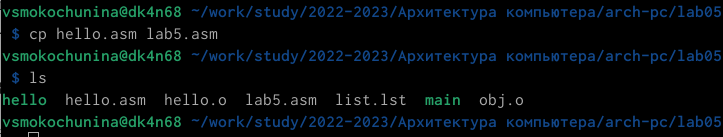 vsmokochunina@dk4n68 ~/work/study/2022-2023/Архитектура компьютера/arch-pc/lab05
$ cp hello.asm lab5.asm
vsmokochunina@dk4n68 ~/work/study/2022-2023/Архитектура компьютера/arch-pc/lab05
$ ls
hello hello.asm hello.o lab5.asm list.lst main obj.o
vsmokochunina@dk4n68 ~/work/study/2022-2023/Архитектура компьютера/arch-pc/lab05
$